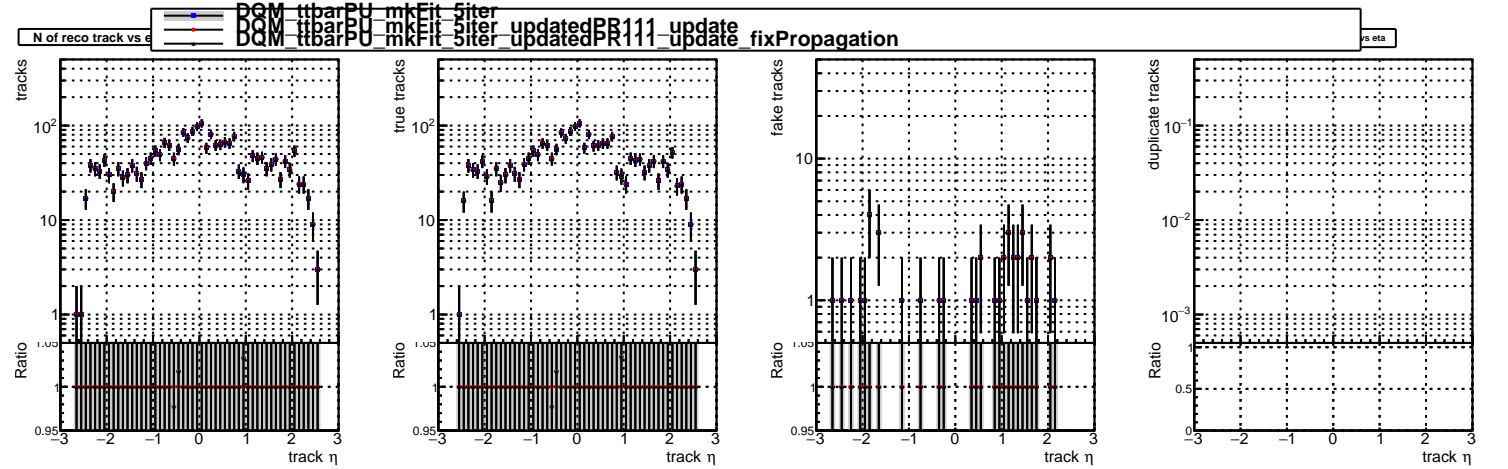 DQM_ttbarPU_mkFit_5iter
DQM_ttbarPU_mkFit_5iter_updatedPR111_update
DQM_ttbarPU_mkFit_5iter_updatedPR111_update_fixPropagation
N of reco track vs e
vs eta
tracks
10²
10
1
Ratio
1.05
1
0.95
−3 −2 −1 0 1 2 3
track η
true tracks
10²
10
1
Ratio
1.05
1
0.95
−3 −2 −1 0 1 2 3
track η
fake tracks
10
1
Ratio
1.05
1
0.95
−3 −2 −1 0 1 2 3
track η
duplicate tracks
10⁻¹
10⁻²
10⁻³
Ratio
1
0.5
0
−3 −2 −1 0 1 2 3
track η